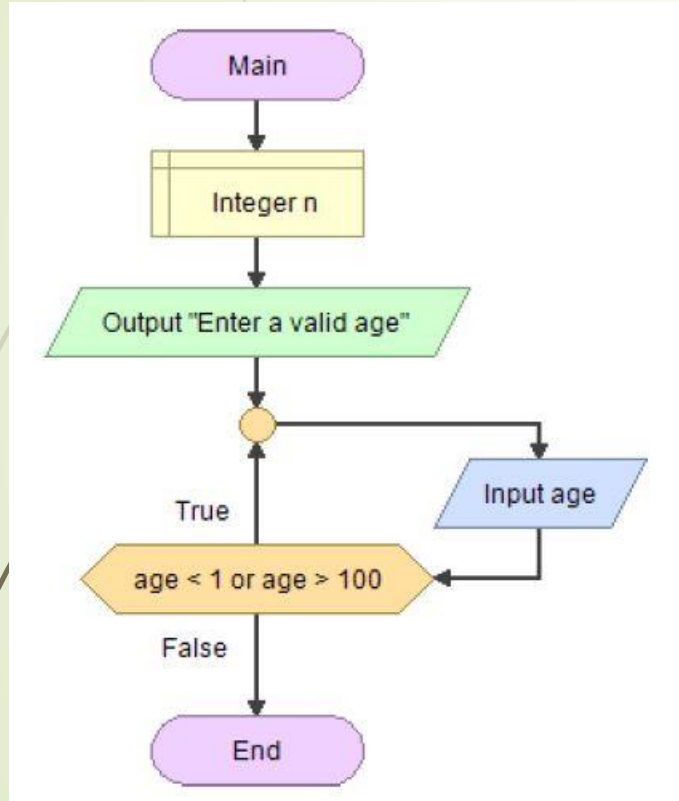 Main
Integer n
Output "Enter a valid age"
Input age
True
age < 1 or age > 100
False
End